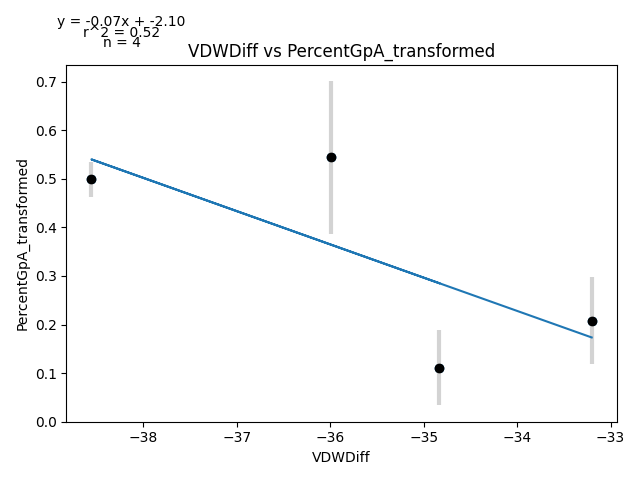 y = -0.07x + -2.10
r^2 = 0.52
n = 4
VDWDiff vs PercentGpA_transformed
PercentGpA_transformed
0.7
0.6
0.5
0.4
0.3
0.2
0.1
0.0
−38 −37 −36 −35 −34 −33
VDWDiff